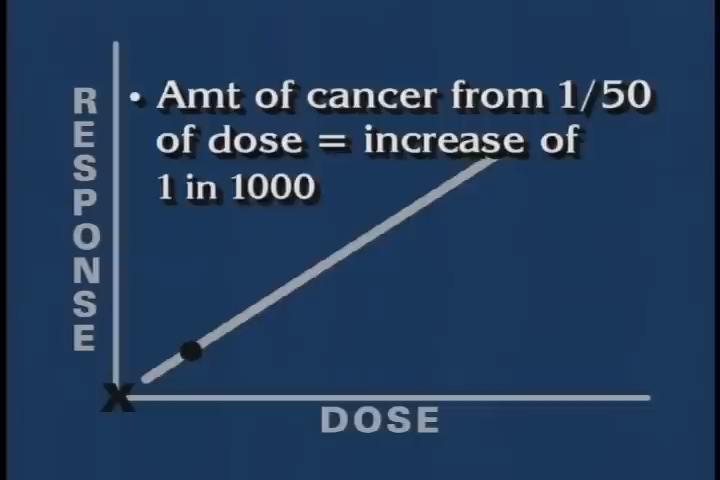 • Amt of cancer from 1/50
of dose = increase of
1 in 1000
RESPONSE
X
DOSE